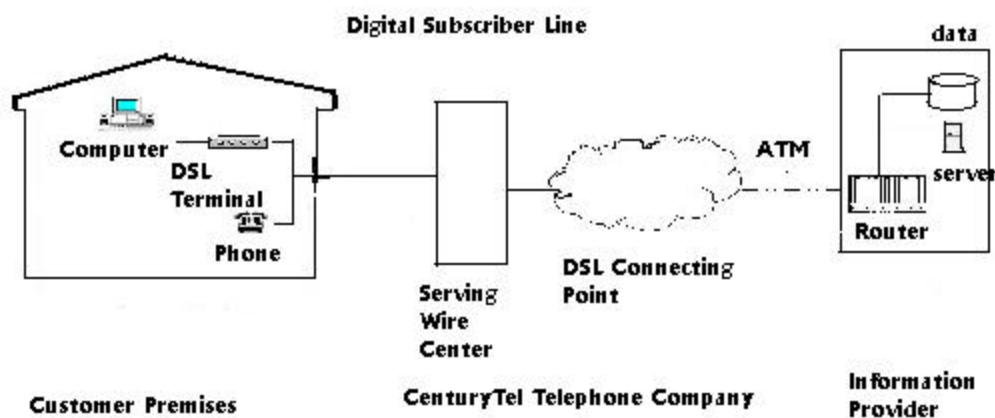 Digital Subscriber Line
data
Computer
DSL
Terminal
Phone
ATM
server
Router
DSL Connecting
Point
Serving
Wire
Center
Customer Premises
CenturyTel Telephone Company
Information
Provider